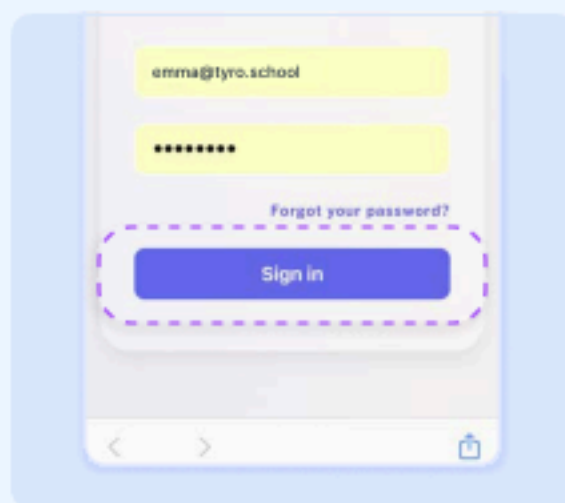 emma@tyro.school
••••••••
Forgot your password?
Sign in